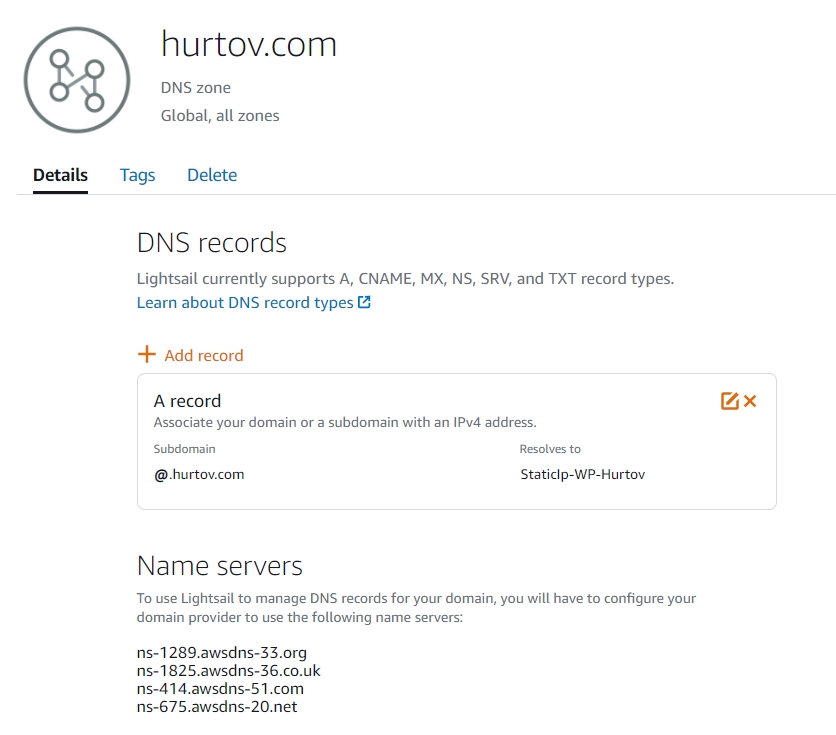 hurtov.com
DNS zone
Global, all zones
Details Tags Delete
DNS records
Lightsail currently supports A, CNAME, MX, NS, SRV, and TXT record types.
Learn about DNS record types
Add record
A record
Associate your domain or a subdomain with an IPv4 address.
Subdomain Resolves to
@.hurtov.com StaticIp-WP-Hurtov
Name servers
To use Lightsail to manage DNS records for your domain, you will have to configure your
domain provider to use the following name servers:
ns-1289.awsdns-33.org
ns-1825.awsdns-36.co.uk
ns-414.awsdns-51.com
ns-675.awsdns-20.net